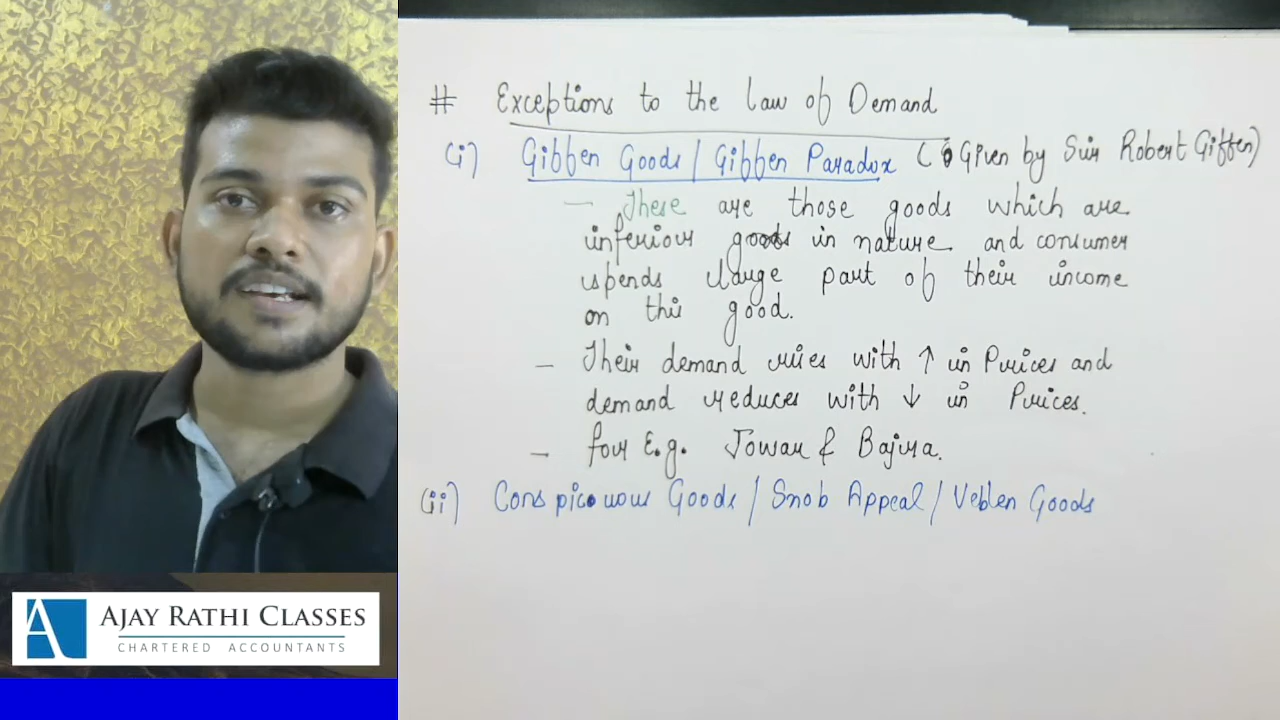 # Exceptions to the law of Demand
(i) Giffen Goods / Giffen Paradox ( Given by Sir Robert Giffen)
— These are those goods which are
inferior goods in nature and consumer
spends large part of their income
on this good.
— Their demand rises with ↑ in Prices and
demand reduces with ↓ in Prices.
— for E.g. Jowar & Bajra.
(ii) Conspicuous Goods / Snob Appeal / Veblen Goods
A
AJAY RATHI CLASSES
CHARTERED ACCOUNTANTS